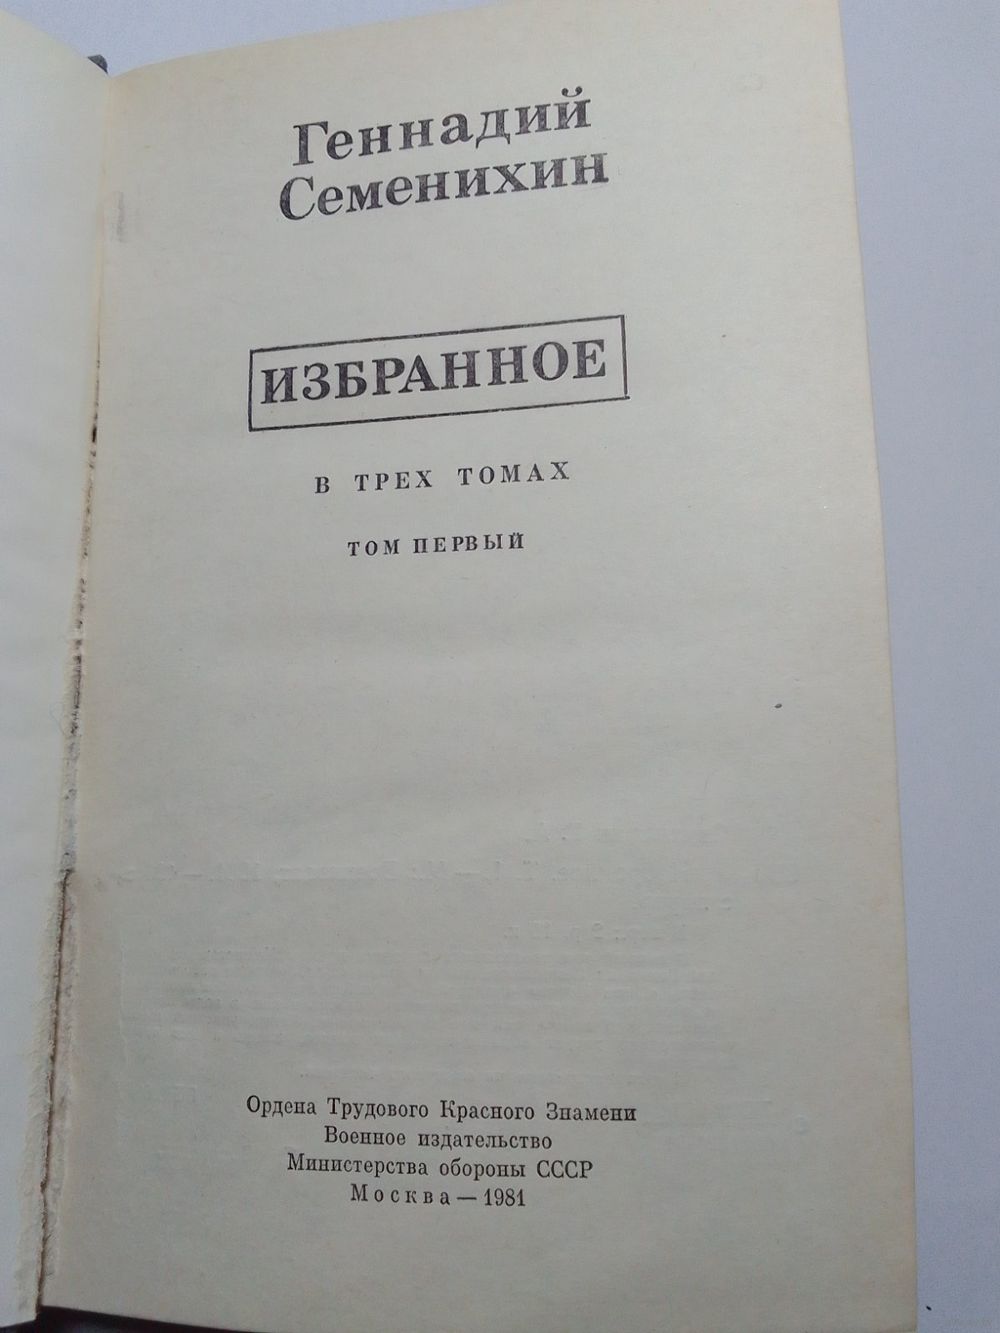 Геннадий
Семенихин
ИЗБРАННОЕ
В ТРЕХ ТОМАХ
ТОМ ПЕРВЫЙ
Ордена Трудового Красного Знамени
Военное издательство
Министерства обороны СССР
Москва — 1981